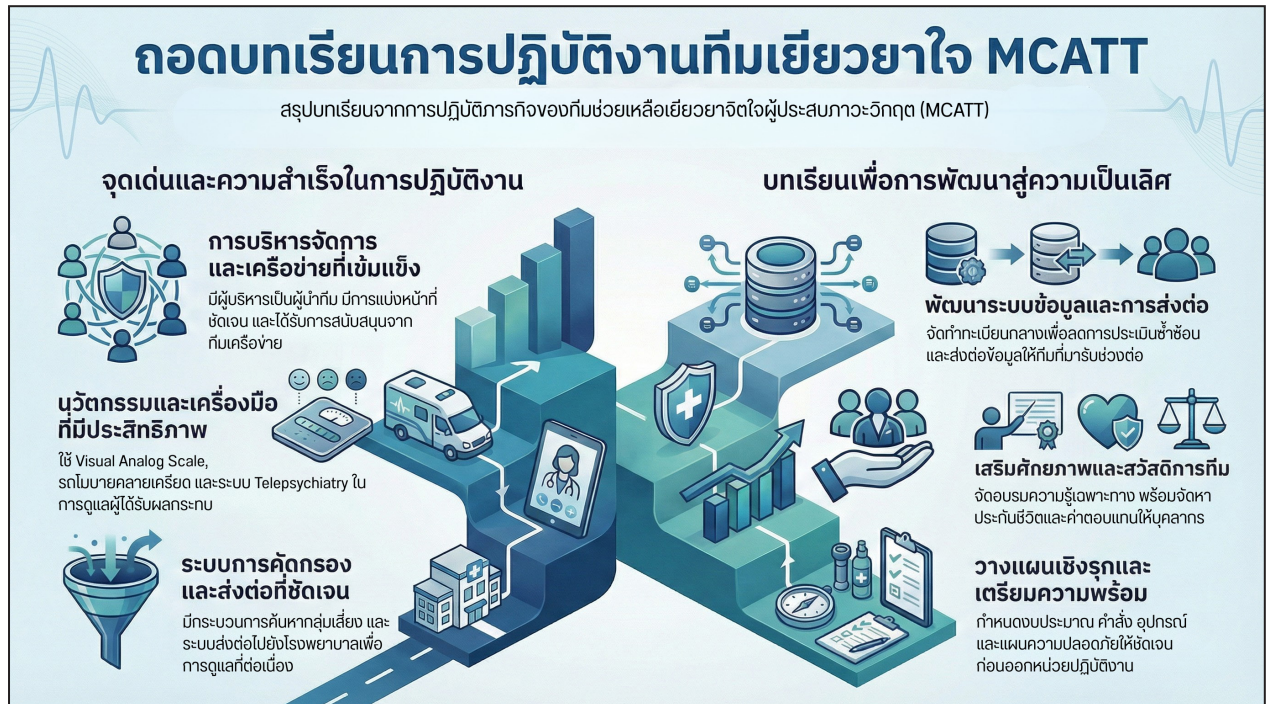 ถอดบทเรียนการปฏิบัติงานทีมเยียวยาใจ MCATT
สรุปบทเรียนจากการปฏิบัติภารกิจของทีมช่วยเหลือเยียวยาจิตใจผู้ประสบภาวะวิกฤต (MCATT)
จุดเด่นและความสำเร็จในการปฏิบัติงาน
การบริหารจัดการ
และเครือข่ายที่เข้มแข็ง
มีผู้บริหารเป็นผู้นำทีม มีการแบ่งหน้าที่
ชัดเจน และได้รับการสนับสนุนจาก
ทีมเครือข่าย
นวัตกรรมและเครื่องมือ
ที่มีประสิทธิภาพ
ใช้ Visual Analog Scale,
รถโมบายคลายเครียด และระบบ Telepsychiatry ใน
การดูแลผู้ได้รับผลกระทบ
ระบบการคัดกรอง
และส่งต่อที่ชัดเจน
มีกระบวนการค้นหากลุ่มเสี่ยง และ
ระบบส่งต่อไปยังโรงพยาบาลเพื่อ
การดูแลที่ต่อเนื่อง
บทเรียนเพื่อการพัฒนาสู่ความเป็นเลิศ
พัฒนาระบบข้อมูลและการส่งต่อ
จัดทำทะเบียนกลางเพื่อลดการประเมินซ้ำซ้อน
และส่งต่อข้อมูลให้ทีมที่มารับช่วงต่อ
เสริมศักยภาพและสวัสดิการทีม
จัดอบรมความรู้เฉพาะทาง พร้อมจัดหา
ประกันชีวิตและค่าตอบแทนให้บุคลากร
วางแผนเชิงรุกและ
เตรียมความพร้อม
กำหนดงบประมาณ คำสั่ง อุปกรณ์
และแผนความปลอดภัยให้ชัดเจน
ก่อนออกหน่วยปฏิบัติงาน